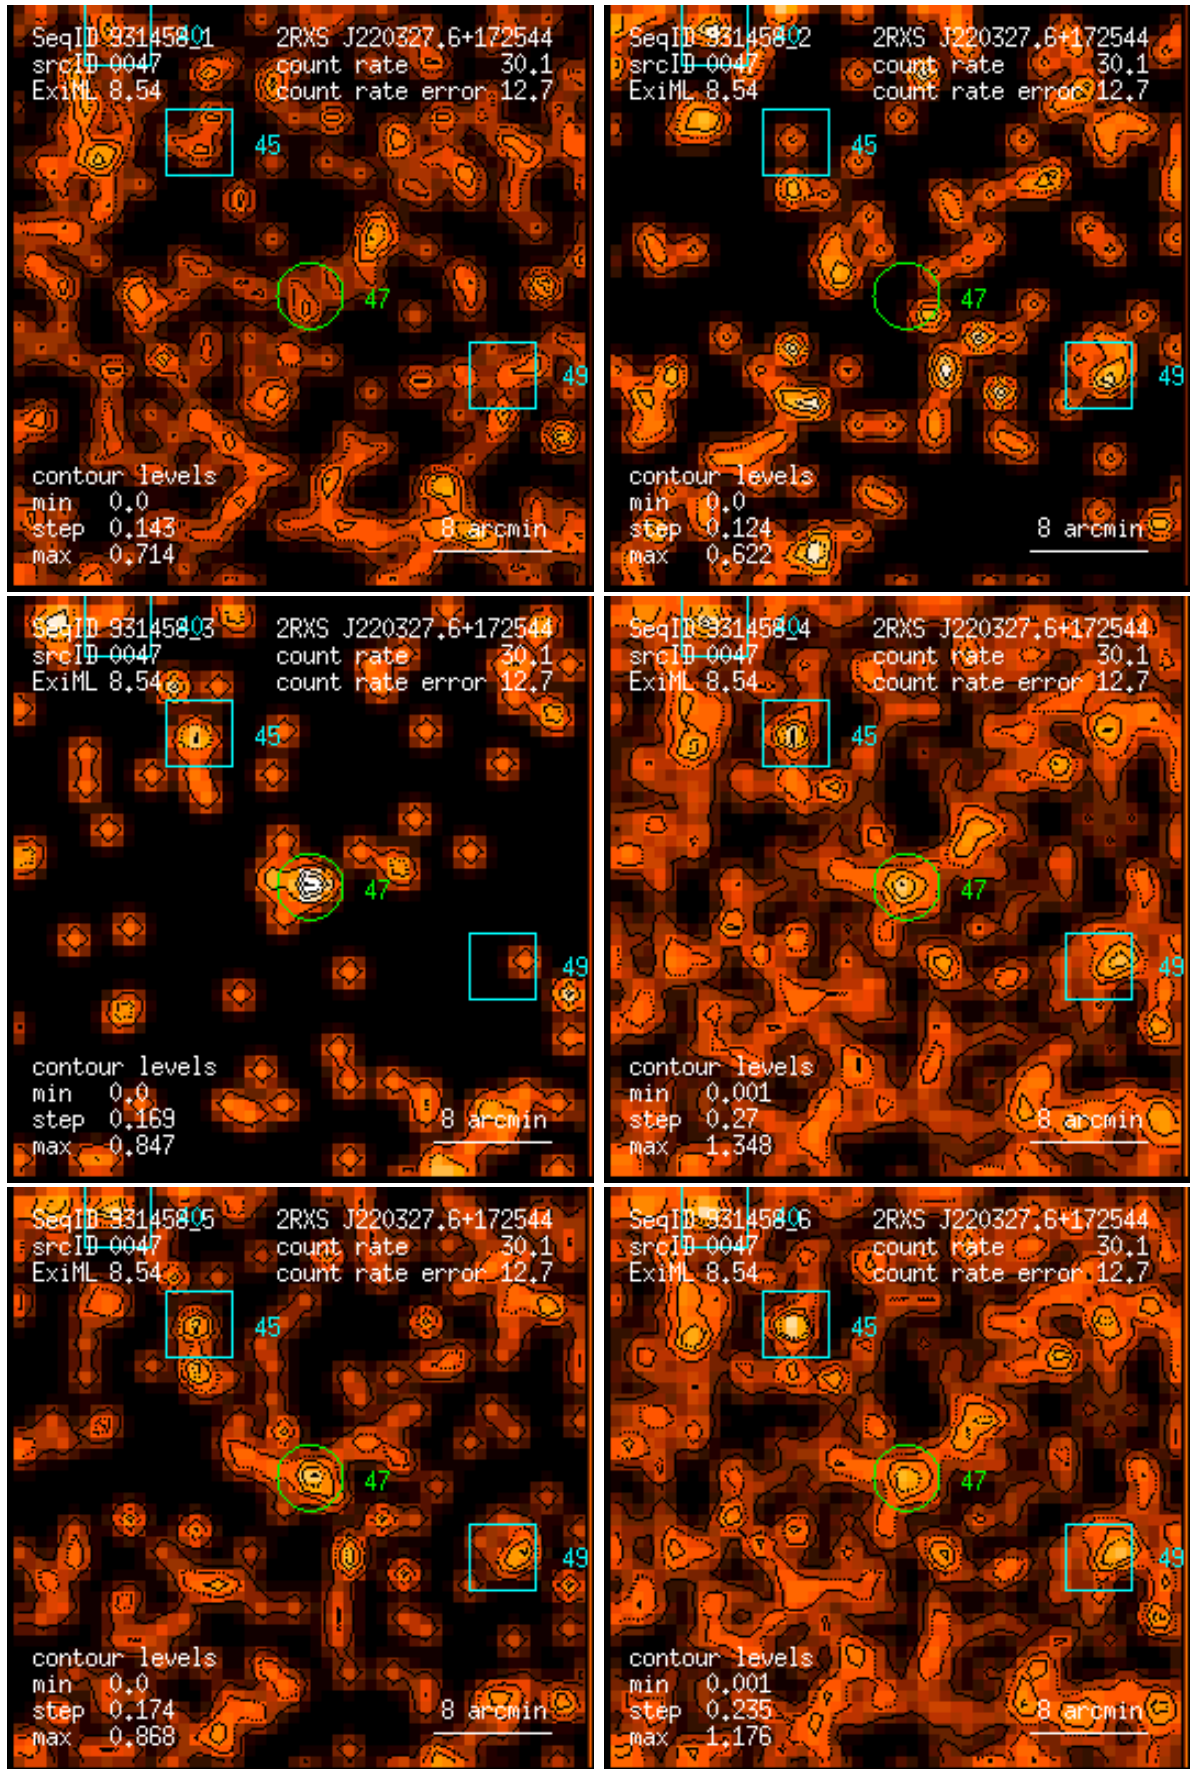 SeqID 931458_1 2RXS J220327.6+172544
srcID 0047 count rate 30.1
ExiML 8.54 count rate error 12.7
40
45
47
49
contour levels
min 0.0
step 0.143 8 arcmin
max 0.714
SeqID 931458_2 2RXS J220327.6+172544
srcID 0047 count rate 30.1
ExiML 8.54 count rate error 12.7
40
45
47
49
contour levels
min 0.0
step 0.124 8 arcmin
max 0.622
SeqID 931458_3 2RXS J220327.6+172544
srcID 0047 count rate 30.1
ExiML 8.54 count rate error 12.7
40
45
47
49
contour levels
min 0.0
step 0.169 8 arcmin
max 0.847
SeqID 931458_4 2RXS J220327.6+172544
srcID 0047 count rate 30.1
ExiML 8.54 count rate error 12.7
40
45
47
49
contour levels
min 0.001
step 0.27 8 arcmin
max 1.348
SeqID 931458_5 2RXS J220327.6+172544
srcID 0047 count rate 30.1
ExiML 8.54 count rate error 12.7
40
45
47
49
contour levels
min 0.0
step 0.174 8 arcmin
max 0.868
SeqID 931458_6 2RXS J220327.6+172544
srcID 0047 count rate 30.1
ExiML 8.54 count rate error 12.7
40
45
47
49
contour levels
min 0.001
step 0.235 8 arcmin
max 1.176